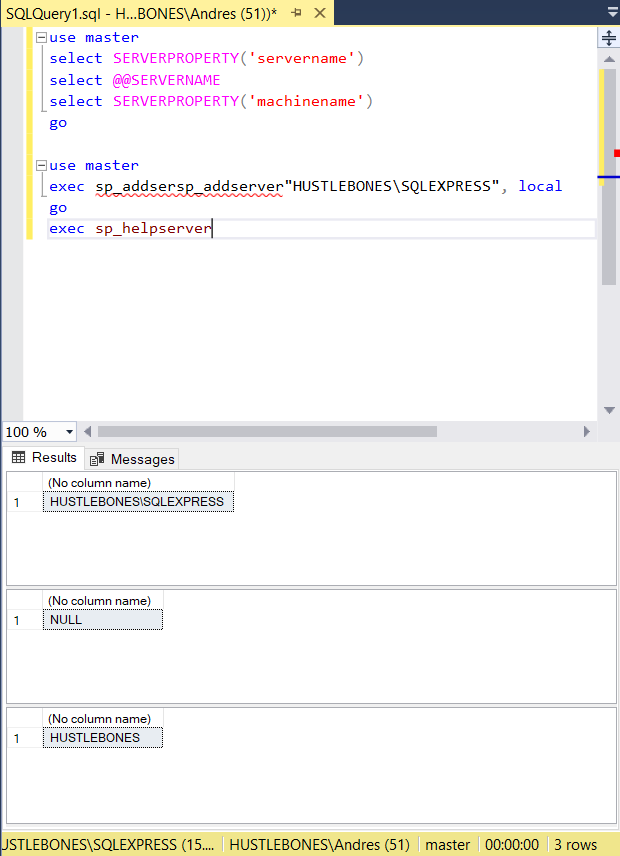 SQLQuery1.sql - H...BONES\Andres (51))*
use master
select SERVERPROPERTY('servername')
select @@SERVERNAME
select SERVERPROPERTY('machinename')
go
use master
exec sp_addsersp_addserver"HUSTLEBONES\SQLEXPRESS", local
go
exec sp_helpserver
100 %
Results Messages
(No column name)
1 HUSTLEBONES\SQLEXPRESS
(No column name)
1 NULL
(No column name)
1 HUSTLEBONES
USTLEBONES\SQLEXPRESS (15.... HUSTLEBONES\Andres (51) master 00:00:00 3 rows